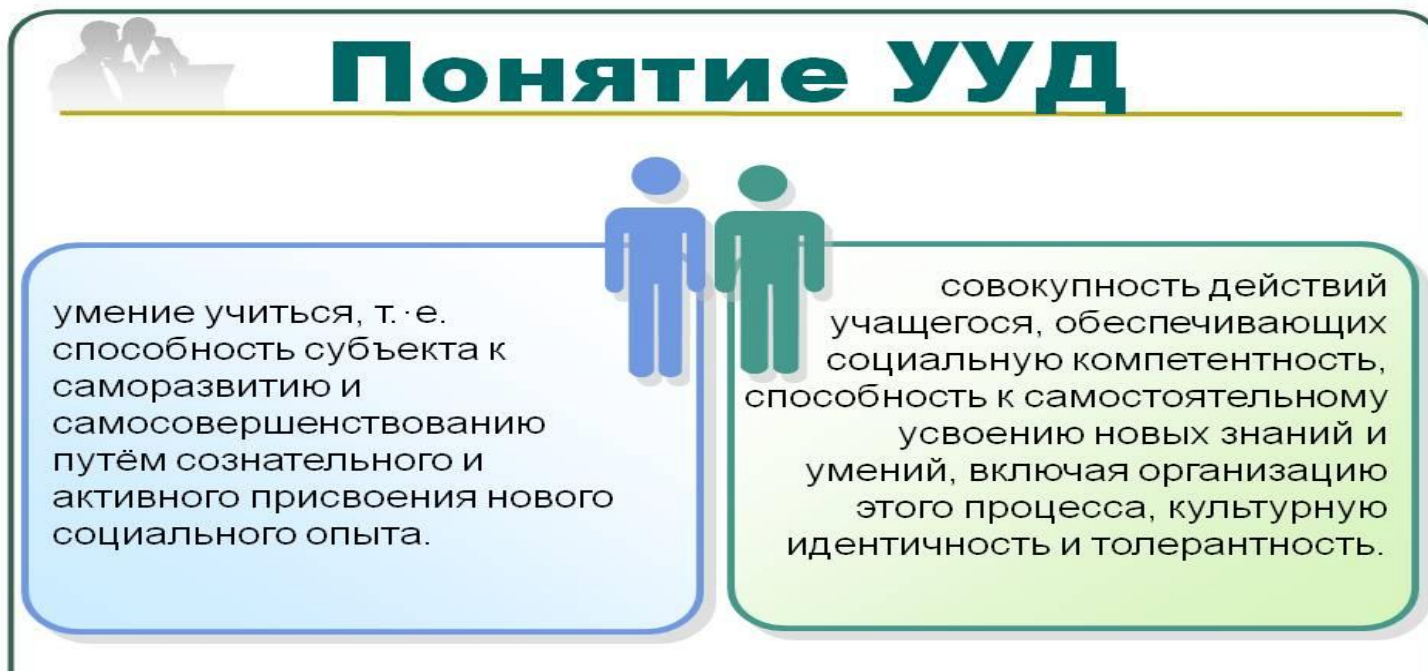 Понятие УУД
умение учиться, т. е.
способность субъекта к
саморазвитию и
самосовершенствованию
путём сознательного и
активного присвоения нового
социального опыта.
совокупность действий
учащегося, обеспечивающих
социальную компетентность,
способность к самостоятельному
усвоению новых знаний и
умений, включая организацию
этого процесса, культурную
идентичность и толерантность.